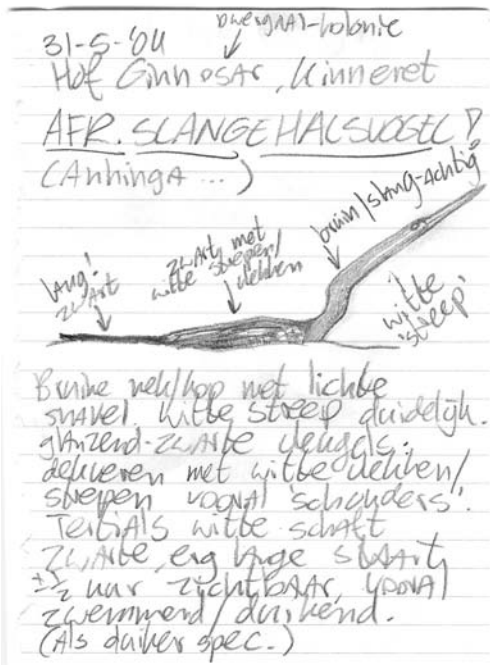 dwergaal-kolonie
31-5-'04
Hof Ginnosar, Kinneret
AFR. SLANGEHALSVOGEL!
(Anhinga ...)
bruin/slang-achtig
zwart, met
witte strepen/
vlekken
lang!
zwart
witte
'streep'
Bruine nek/kop met lichte
snavel. witte streep duidelijk.
glanzend-zwarte vleugels.
dekveren met witte vlekken/
strepen vooral 'schouders'.
Tertials witte schaft
zwarte, erg lange staart,
± ½ uur zichtbaar, vooral
zwemmend/duikend.
(Als duiker spec.)